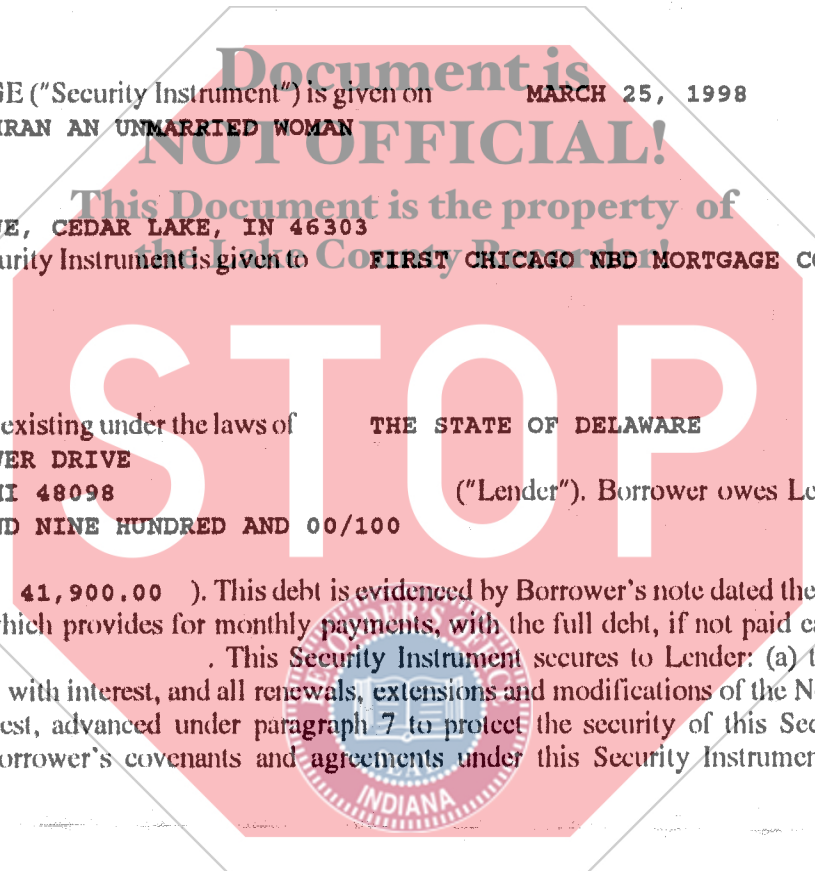 Document is
GE ("Security Instrument") is given on MARCH 25, 1998
RAN AN UNMARRIED WOMAN
NOT OFFICIAL!
This Document is the property of
E, CEDAR LAKE, IN 46303
the Lake County Recorder!
urity Instrument is given to FIRST CHICAGO NBD MORTGAGE CO
STOP
existing under the laws of THE STATE OF DELAWARE
ER DRIVE
MI 48098 ("Lender"). Borrower owes Le
ND NINE HUNDRED AND 00/100
41,900.00 ). This debt is evidenced by Borrower's note dated the
hich provides for monthly payments, with the full debt, if not paid ea
. This Security Instrument secures to Lender: (a) t
with interest, and all renewals, extensions and modifications of the N
est, advanced under paragraph 7 to protect the security of this Sec
orrower's covenants and agreements under this Security Instrumen
INDIANA